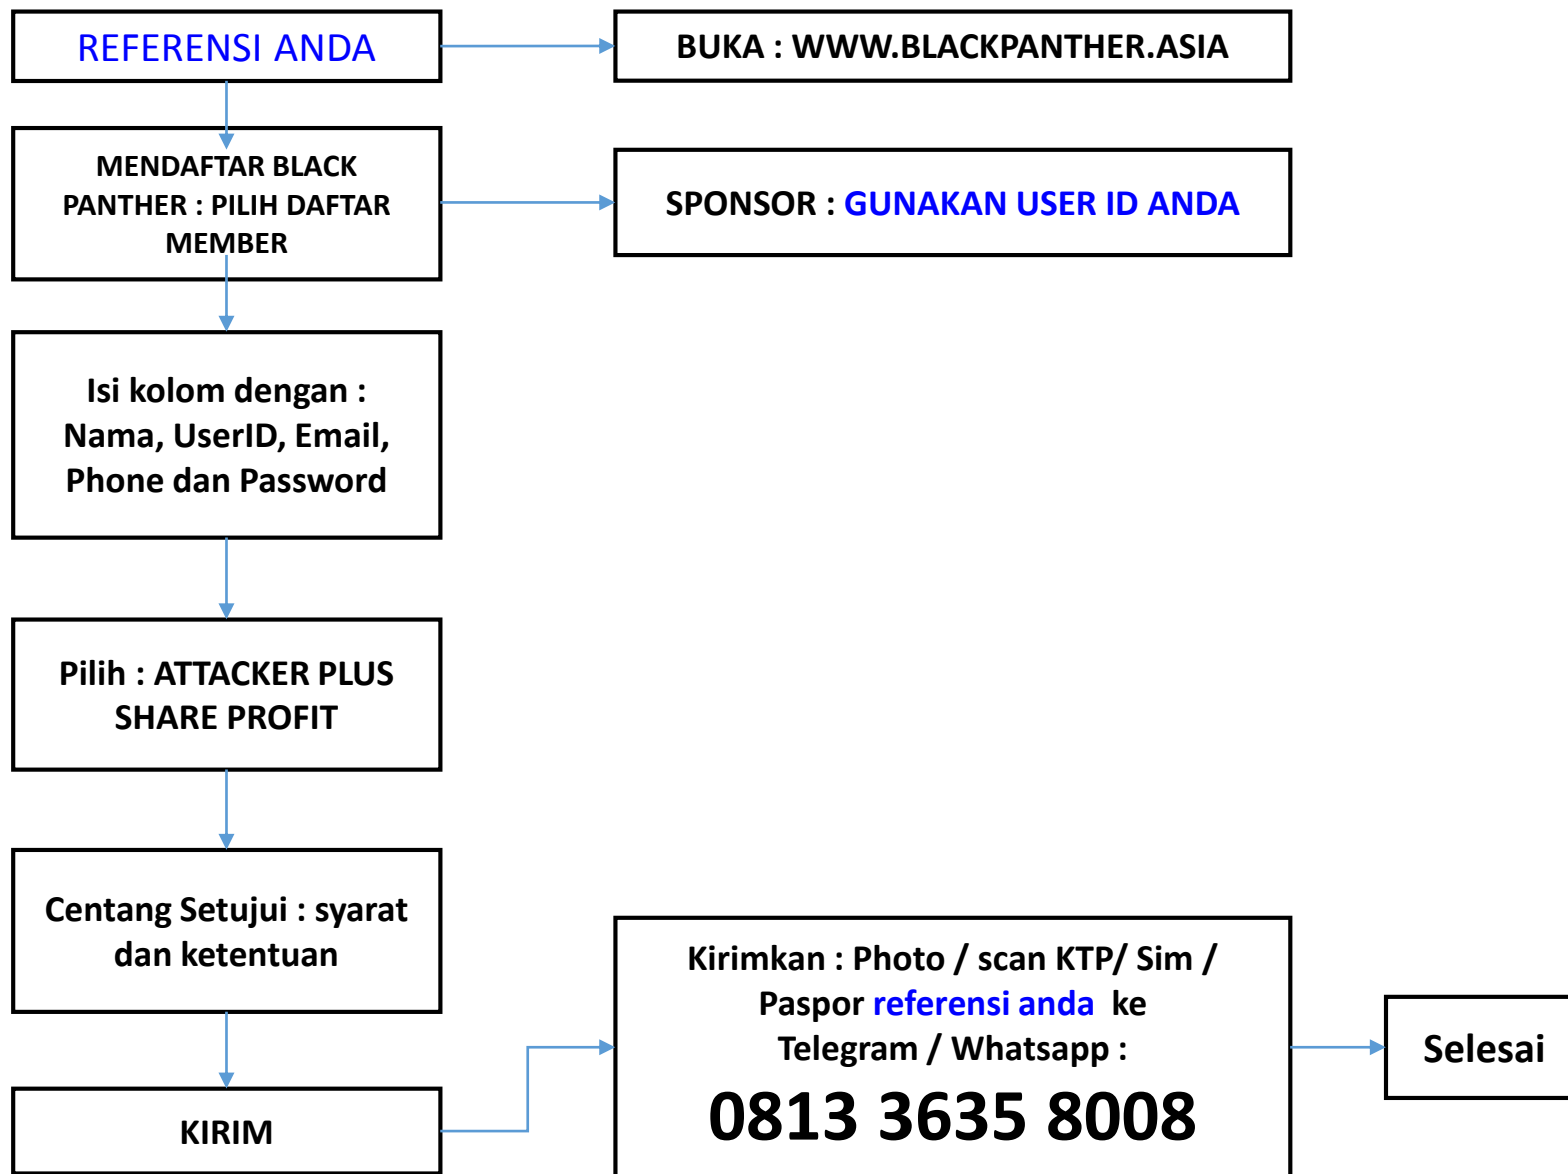 REFERENSI ANDA
BUKA : WWW.BLACKPANTHER.ASIA
MENDAFTAR BLACK
PANTHER : PILIH DAFTAR
MEMBER
SPONSOR : GUNAKAN USER ID ANDA
Isi kolom dengan :
Nama, UserID, Email,
Phone dan Password
Pilih : ATTACKER PLUS
SHARE PROFIT
Centang Setujui : syarat
dan ketentuan
KIRIM
Kirimkan : Photo / scan KTP/ Sim /
Paspor referensi anda ke
Telegram / Whatsapp :
0813 3635 8008
Selesai